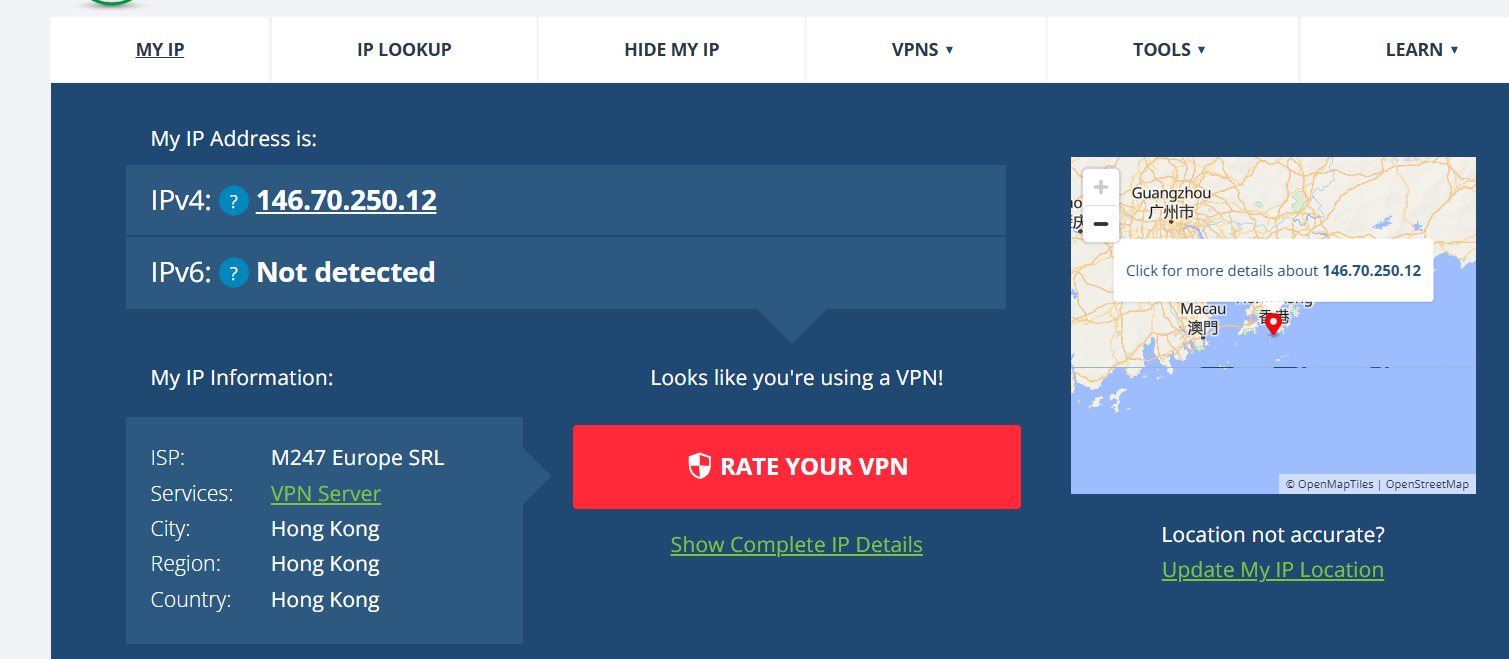 MY IP
IP LOOKUP
HIDE MY IP
VPNS ▼
TOOLS ▼
LEARN ▼
My IP Address is:
IPv4: ? 146.70.250.12
IPv6: ? Not detected
My IP Information:
ISP: M247 Europe SRL
Services: VPN Server
City: Hong Kong
Region: Hong Kong
Country: Hong Kong
Looks like you're using a VPN!
RATE YOUR VPN
Show Complete IP Details
+
−
Guangzhou
广州市
Click for more details about 146.70.250.12
Macau
澳門
香港
© OpenMapTiles | OpenStreetMap
Location not accurate?
Update My IP Location